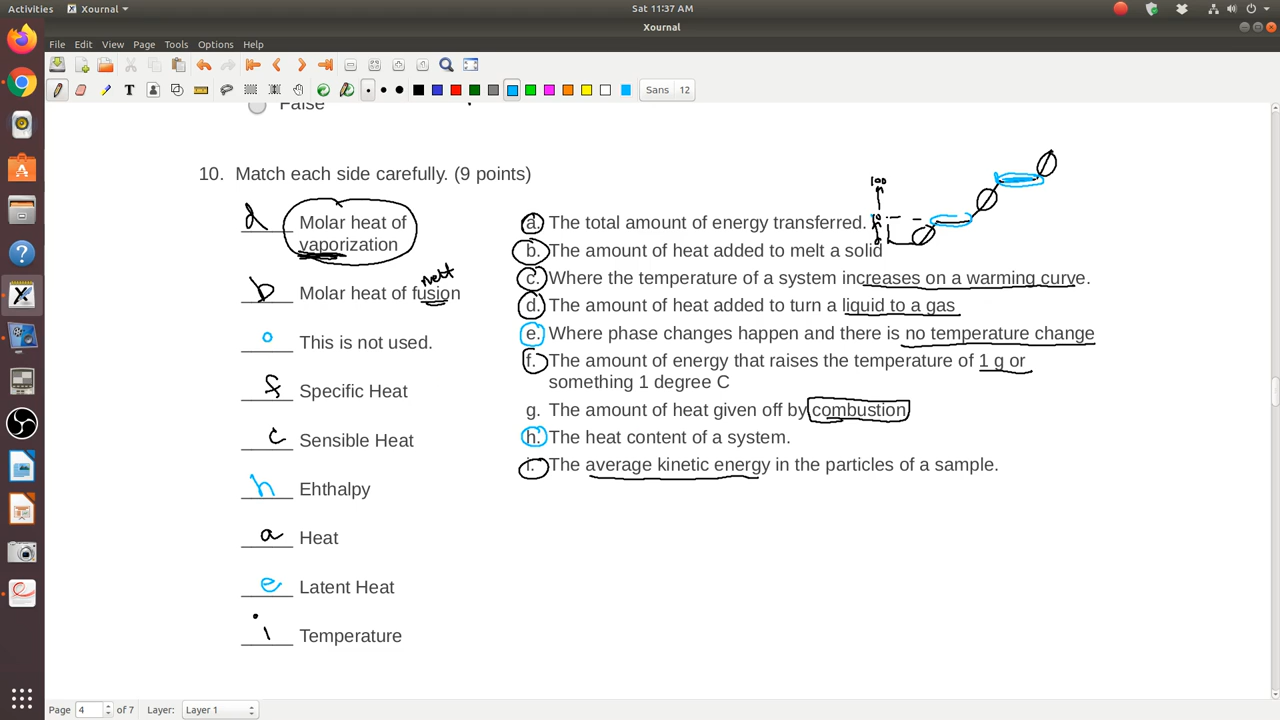 Activities Xournal Sat 11:37 AM
Xournal
File Edit View Page Tools Options Help
T Sans 12
False
10. Match each side carefully. (9 points)
100
d Molar heat of
vaporization
melt
b Molar heat of fusion
This is not used.
f Specific Heat
c Sensible Heat
h Ehthalpy
a Heat
e Latent Heat
i Temperature
a. The total amount of energy transferred.
b. The amount of heat added to melt a solid
c. Where the temperature of a system increases on a warming curve.
d. The amount of heat added to turn a liquid to a gas
e. Where phase changes happen and there is no temperature change
f. The amount of energy that raises the temperature of 1 g or
something 1 degree C
g. The amount of heat given off by combustion
h. The heat content of a system.
i. The average kinetic energy in the particles of a sample.
Page 4 of 7 Layer: Layer 1